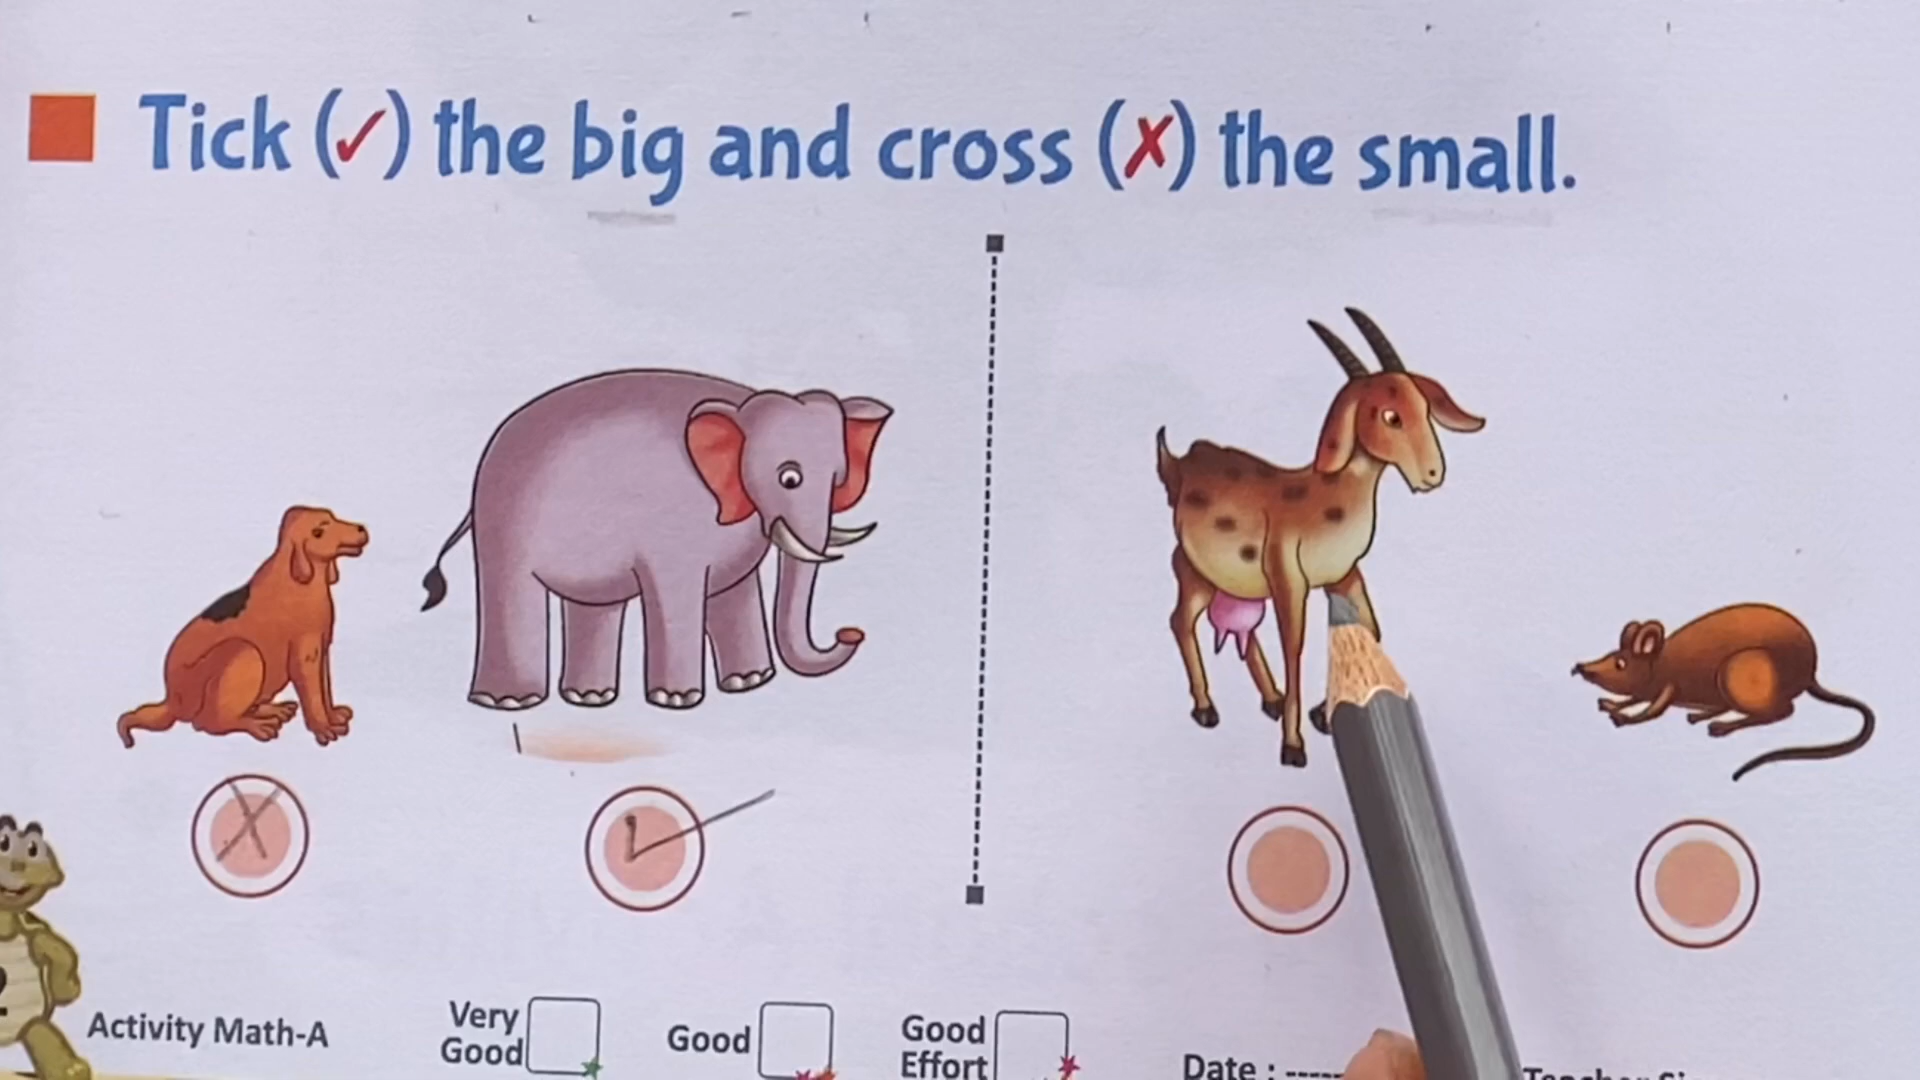 Tick (✓) the big and cross (✗) the small.
Activity Math-A
Very Good
Good
Good Effort
Date : -----